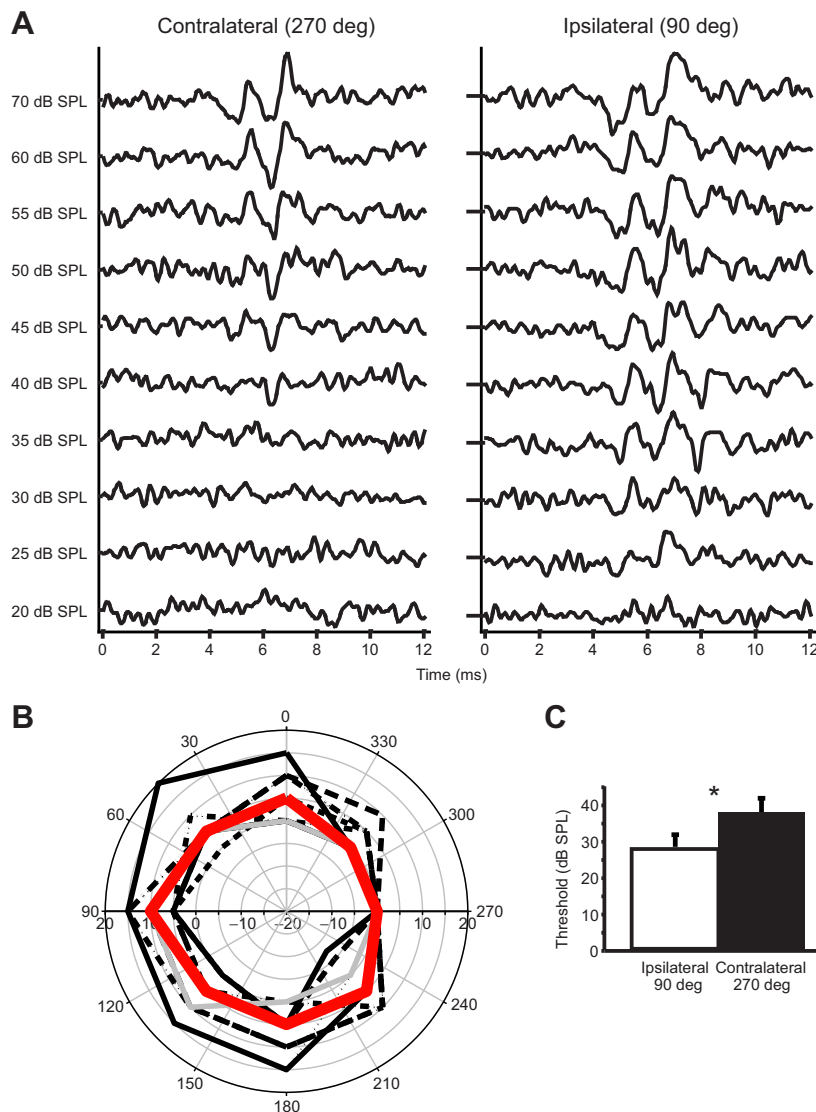 A
Contralateral (270 deg)
Ipsilateral (90 deg)
70 dB SPL
60 dB SPL
55 dB SPL
50 dB SPL
45 dB SPL
40 dB SPL
35 dB SPL
30 dB SPL
25 dB SPL
20 dB SPL
0 2 4 6 8 10 12
0 2 4 6 8 10 12
Time (ms)
B
0
30
330
60
300
90
270
20 10 0 −10 −20 −10 0 10 20
120
240
150
210
180
C
*
Threshold (dB SPL)
40
30
20
10
0
Ipsilateral
90 deg
Contralateral
270 deg